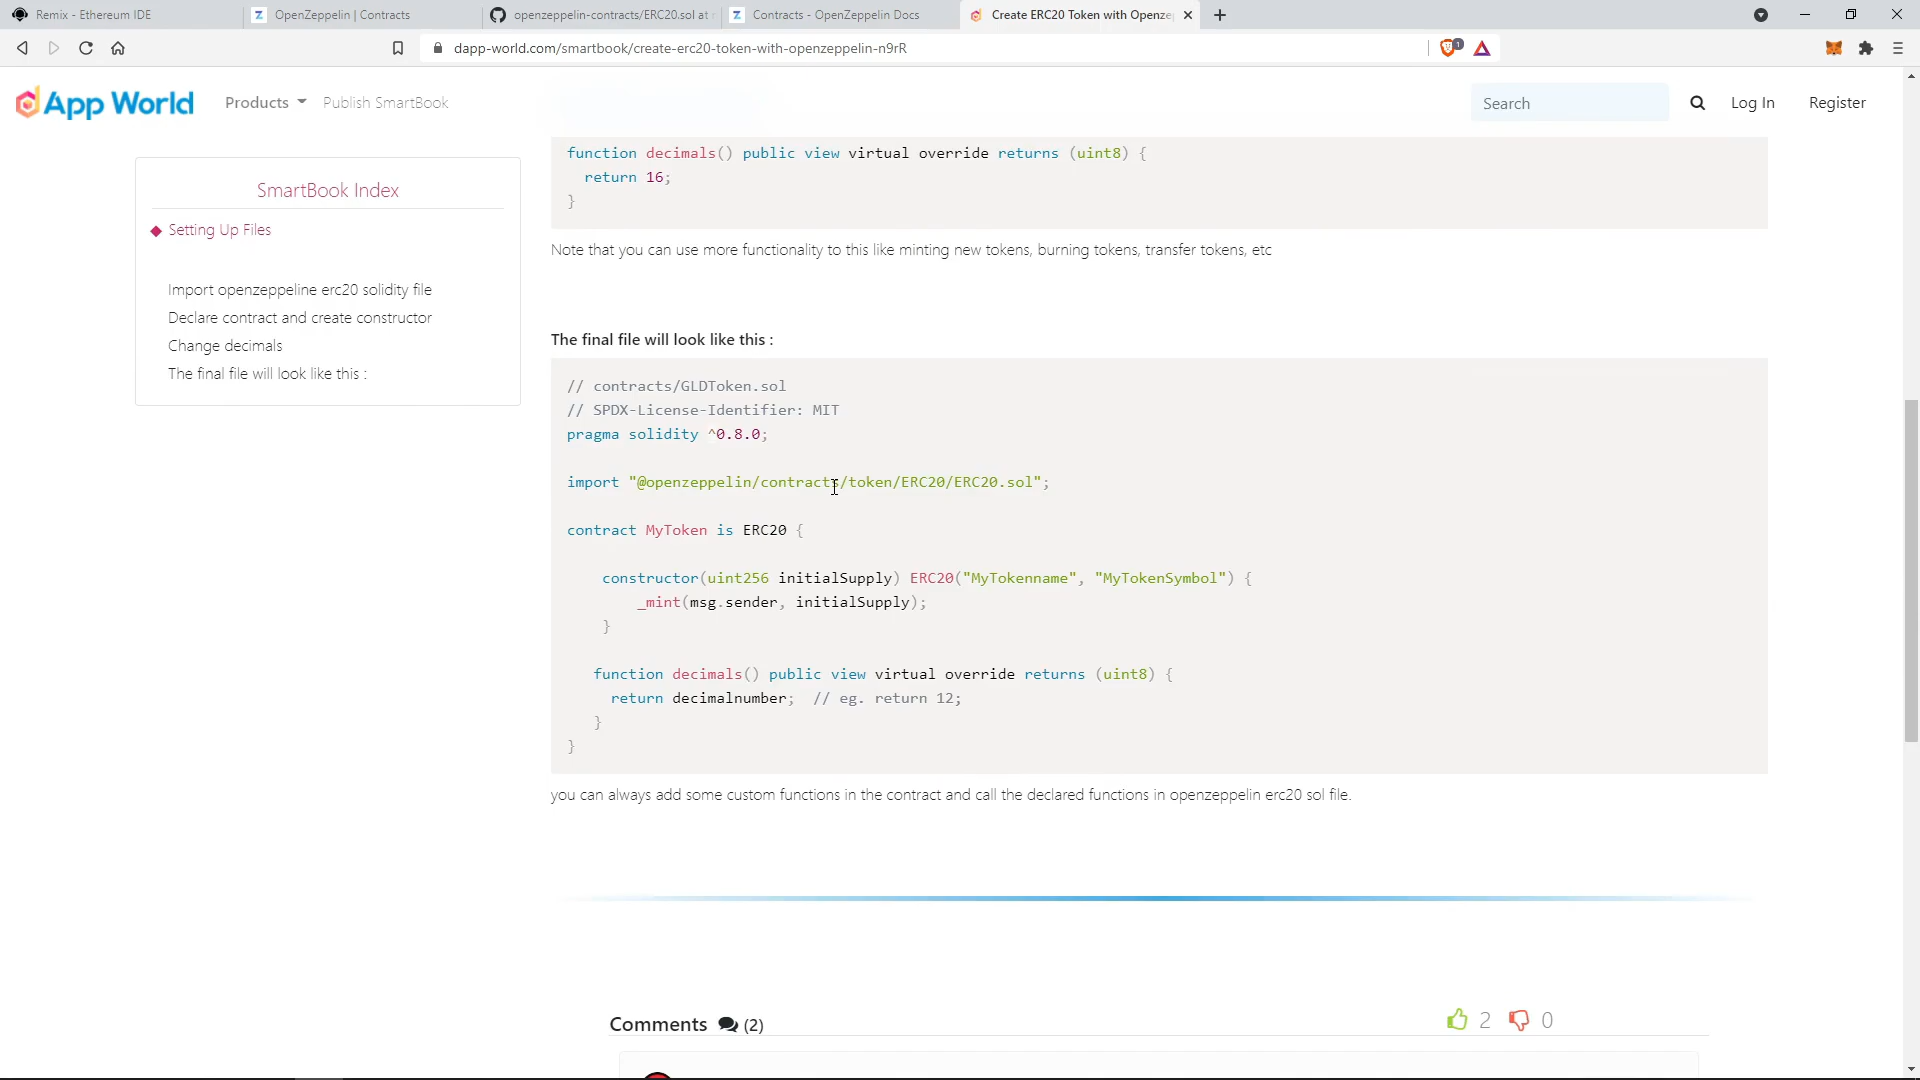 Remix - Ethereum IDE
OpenZeppelin | Contracts
openzeppelin-contracts/ERC20.sol at
Contracts - OpenZeppelin Docs
Create ERC20 Token with Openze
dapp-world.com/smartbook/create-erc20-token-with-openzeppelin-n9rR
1
App World
Products
Publish SmartBook
Search
Log In
Register
SmartBook Index
Setting Up Files
Import openzeppeline erc20 solidity file
Declare contract and create constructor
Change decimals
The final file will look like this :
function decimals() public view virtual override returns (uint8) {
return 16;
}
Note that you can use more functionality to this like minting new tokens, burning tokens, transfer tokens, etc
The final file will look like this :
// contracts/GLDToken.sol
// SPDX-License-Identifier: MIT
pragma solidity ^0.8.0;
import "@openzeppelin/contracts/token/ERC20/ERC20.sol";
contract MyToken is ERC20 {
constructor(uint256 initialSupply) ERC20("MyTokenname", "MyTokenSymbol") {
_mint(msg.sender, initialSupply);
}
function decimals() public view virtual override returns (uint8) {
return decimalnumber; // eg. return 12;
}
}
you can always add some custom functions in the contract and call the declared functions in openzeppelin erc20 sol file.
Comments (2)
2
0